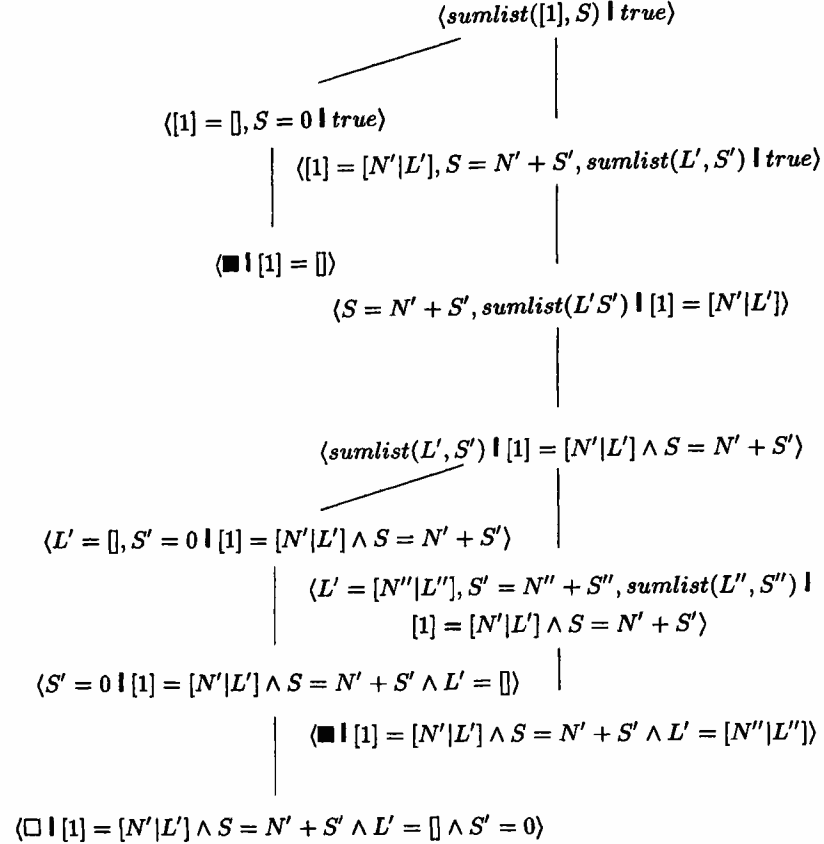 ⟨sumlist([1], S) ▮ true⟩
⟨[1] = [], S = 0 ▮ true⟩
⟨[1] = [N′|L′], S = N′ + S′, sumlist(L′, S′) ▮ true⟩
⟨■ ▮ [1] = []⟩
⟨S = N′ + S′, sumlist(L′S′) ▮ [1] = [N′|L′]⟩
⟨sumlist(L′, S′) ▮ [1] = [N′|L′] ∧ S = N′ + S′⟩
⟨L′ = [], S′ = 0 ▮ [1] = [N′|L′] ∧ S = N′ + S′⟩
⟨L′ = [N″|L″], S′ = N″ + S″, sumlist(L″, S″) ▮
[1] = [N′|L′] ∧ S = N′ + S′⟩
⟨S′ = 0 ▮ [1] = [N′|L′] ∧ S = N′ + S′ ∧ L′ = []⟩
⟨■ ▮ [1] = [N′|L′] ∧ S = N′ + S′ ∧ L′ = [N″|L″]⟩
⟨□ ▮ [1] = [N′|L′] ∧ S = N′ + S′ ∧ L′ = [] ∧ S′ = 0⟩